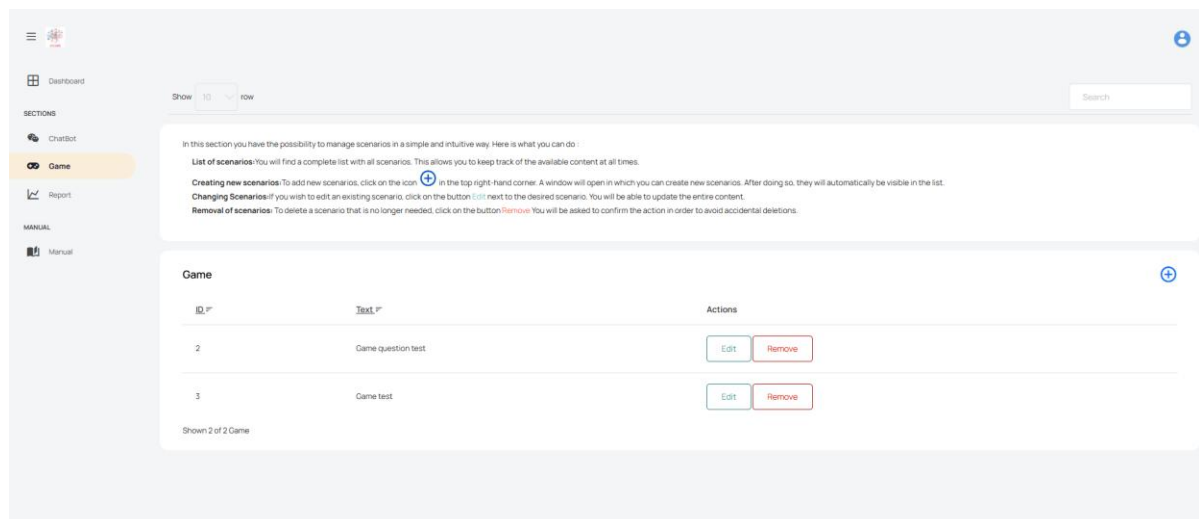 Dashboard
SECTIONS
ChatBot
Game
Report
MANUAL
Manual
Show 10 row
Search
In this section you have the possibility to manage scenarios in a simple and intuitive way. Here is what you can do :
List of scenarios:You will find a complete list with all scenarios. This allows you to keep track of the available content at all times.
Creating new scenarios:To add new scenarios, click on the icon in the top right-hand corner. A window will open in which you can create new scenarios. After doing so, they will automatically be visible in the list.
Changing Scenarios:If you wish to edit an existing scenario, click on the button Edit next to the desired scenario. You will be able to update the entire content.
Removal of scenarios: To delete a scenario that is no longer needed, click on the button Remove You will be asked to confirm the action in order to avoid accidental deletions.
Game
ID Text Actions
2 Game question test Edit Remove
3 Game test Edit Remove
Shown 2 of 2 Game